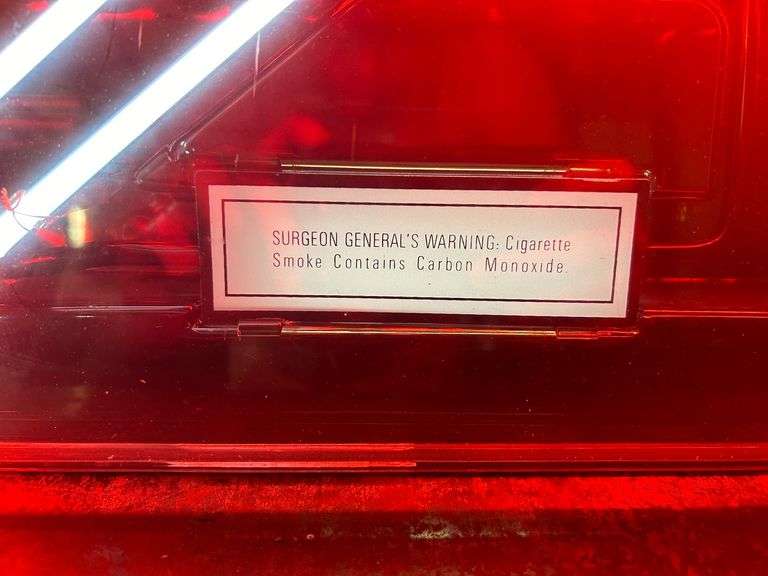 SURGEON GENERAL'S WARNING: Cigarette
Smoke Contains Carbon Monoxide.